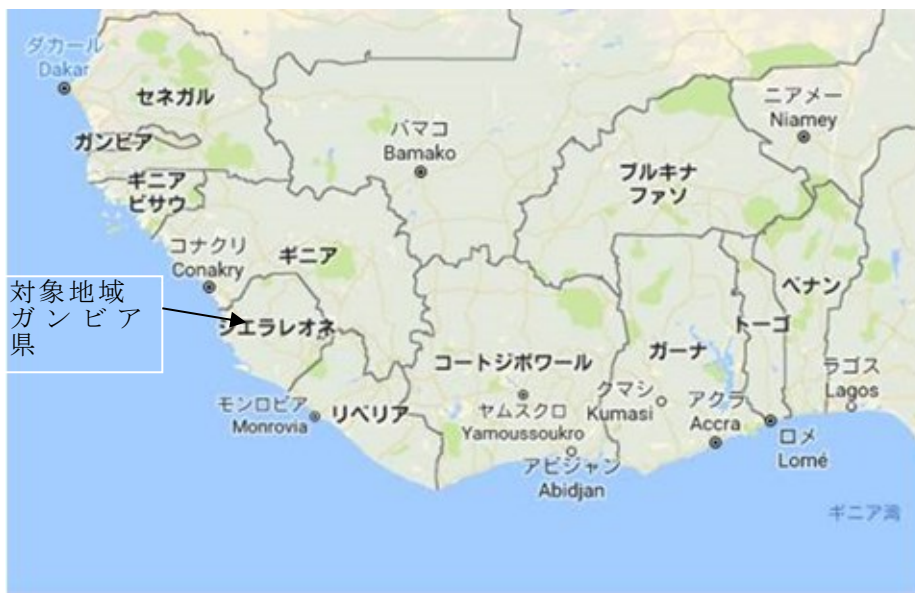 ダカール
Dakar
セネガル
ガンビア
ギニア
ビサウ
バマコ
Bamako
ニアメー
Niamey
ブルキナ
ファソ
コナクリ
Conakry
ギニア
対象地域
ガンビア
県
シエラレオネ
ベナン
トーゴ
コートジボワール
ガーナ
モンロビア
Monrovia
リベリア
ヤムスクロ
Yamoussoukro
クマシ
Kumasi
アクラ
Accra
ラゴス
Lagos
アビジャン
Abidjan
ロメ
Lomé
ギニア湾